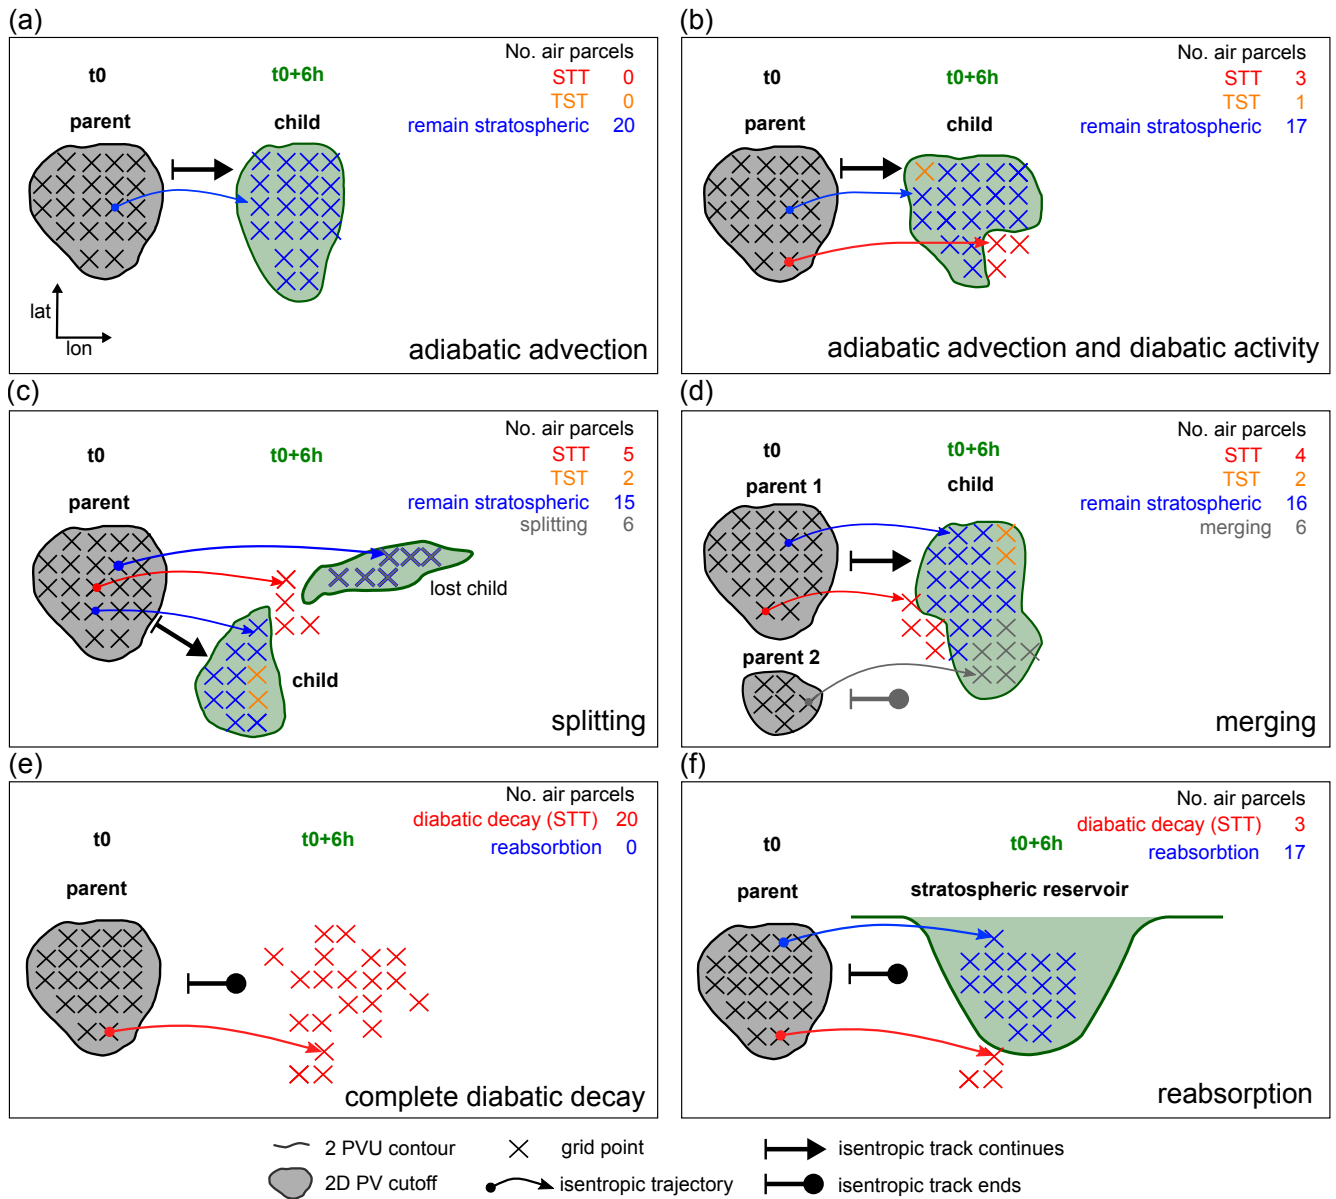 (a)
No. air parcels
t0 t0+6h STT 0
TST 0
parent child remain stratospheric 20
lat
lon
adiabatic advection
(b)
No. air parcels
t0 t0+6h STT 3
TST 1
parent child remain stratospheric 17
adiabatic advection and diabatic activity
(c)
No. air parcels
t0 t0+6h STT 5
TST 2
parent remain stratospheric 15
splitting 6
lost child
child
splitting
(d)
No. air parcels
t0 t0+6h STT 4
parent 1 child TST 2
remain stratospheric 16
merging 6
parent 2
merging
(e)
No. air parcels
diabatic decay (STT) 20
t0 t0+6h reabsorbtion 0
parent
complete diabatic decay
(f)
No. air parcels
diabatic decay (STT) 3
t0 t0+6h reabsorbtion 17
parent stratospheric reservoir
reabsorption
2 PVU contour grid point isentropic track continues
2D PV cutoff isentropic trajectory isentropic track ends